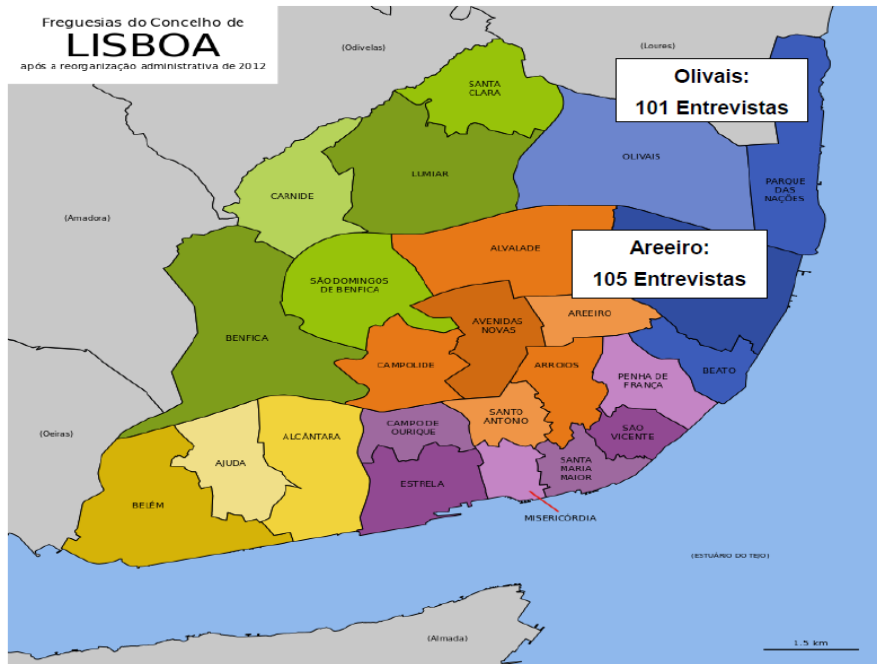 Freguesias do Concelho de
LISBOA
após a reorganização administrativa de 2012
(Odivelas)
(Loures)
Olivais:
101 Entrevistas
SANTA
CLARA
OLIVAIS
LUMIAR
PARQUE
DAS
NAÇÕES
CARNIDE
(Amadora)
Areeiro:
105 Entrevistas
ALVALADE
SÃO DOMINGOS
DE BENFICA
AREEIRO
AVENIDAS
NOVAS
BENFICA
CAMPOLIDE
ARROIOS
PENHA DE
FRANÇA
BEATO
SANTO
ANTONIO
CAMPO DE
OURIQUE
SÃO
VICENTE
(Oeiras)
ALCÂNTARA
AJUDA
SANTA
MARIA
MAIOR
ESTRELA
BELÉM
MISERICÓRDIA
(ESTUÁRIO DO TEJO)
(Almada)
1.5 km